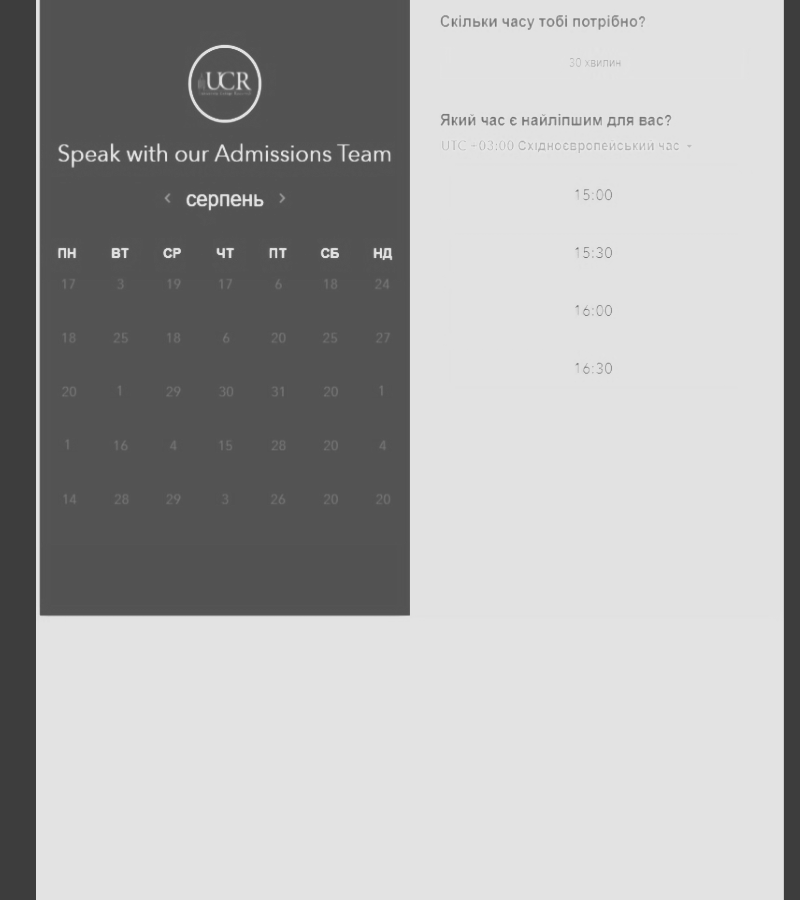 UCR
Speak with our Admissions Team
серпень
ПН ВТ СР ЧТ ПТ СБ НД
17 3 19 17 6 18 24
18 25 18 6 20 25 27
20 1 29 30 31 20 1
1 16 4 15 28 20 4
14 28 29 3 26 20 20
Скільки часу тобі потрібно?
30 хвилин
Який час є найліпшим для вас?
UTC +03:00 Східноєвропейський час
15:00
15:30
16:00
16:30